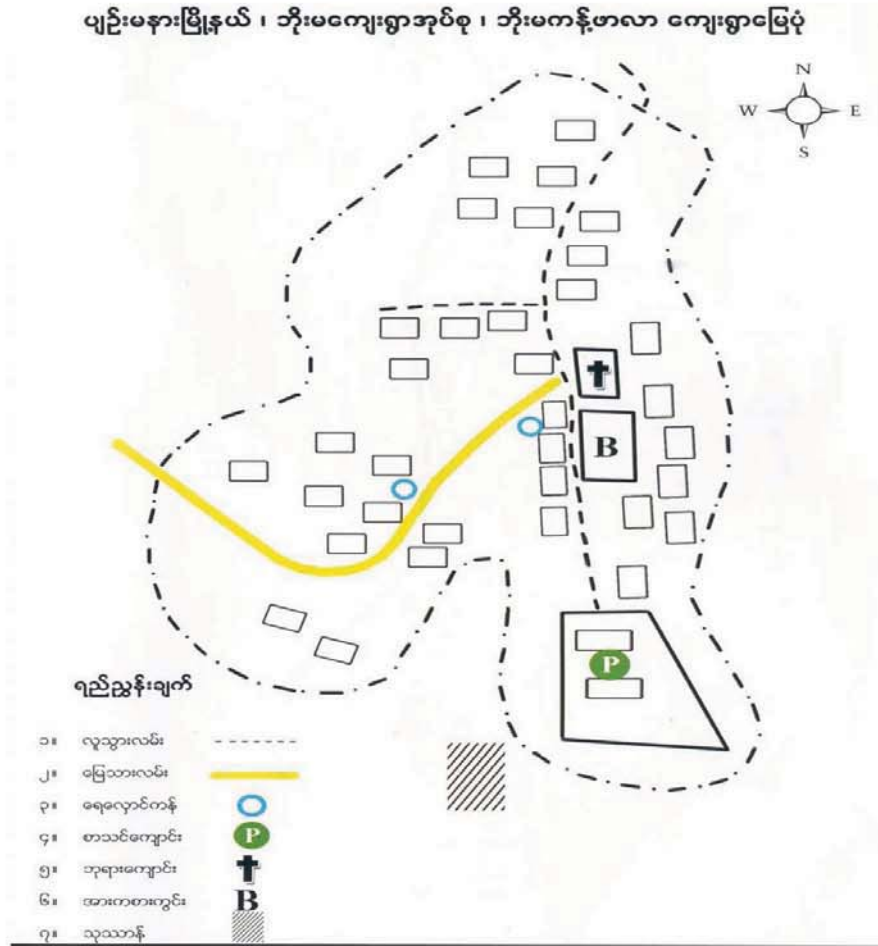 ပျဉ်းမနားမြို့နယ် ၊ ဘိုးမကျေးရွာအုပ်စု ၊ ဘိုးမကန့်ဖာလာ ကျေးရွာမြေပုံ
N
W E
S
B
P
ရည်ညွှန်းချက်
၁။ လူသွားလမ်း
၂။ မြေသားလမ်း
၃။ ရေလှောင်ကန်
၄။ စာသင်ကျောင်း P
၅။ ဘုရားကျောင်း
၆။ အားကစားကွင်း B
၇။ သုဿာန်